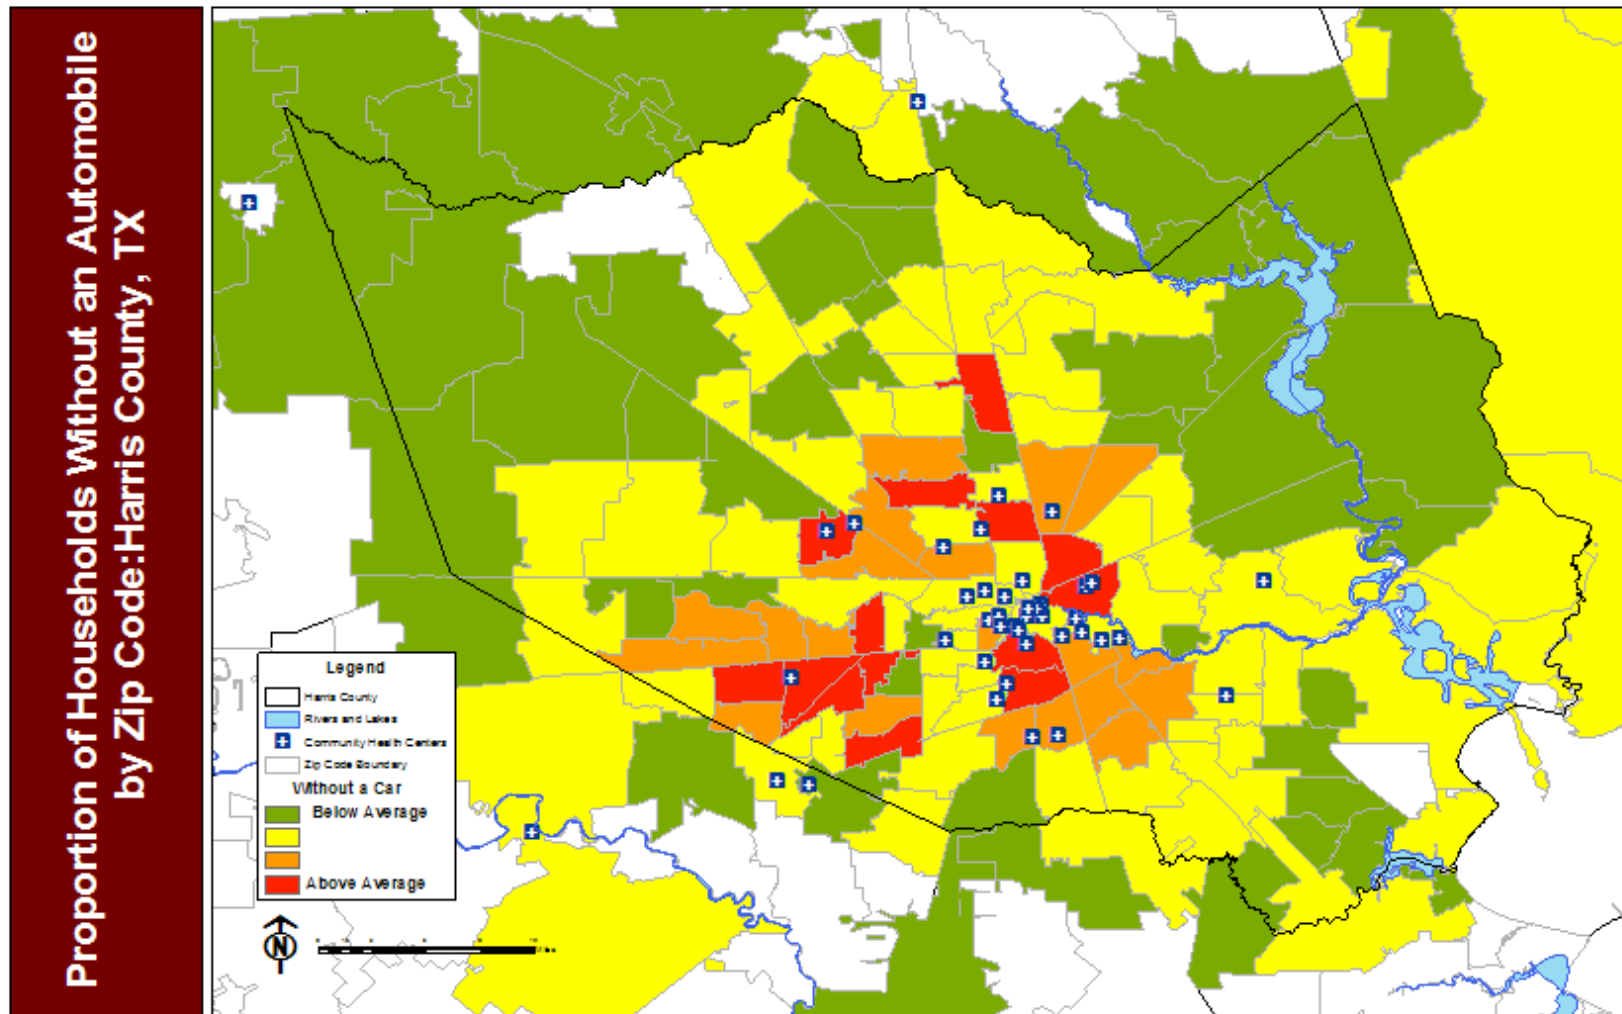 Proportion of Households Without an Automobile
by Zip Code:Harris County, TX
Legend
Harris County
Rivers and Lakes
Community Health Centers
Zip Code Boundary
Without a Car
Below Average
Above Average
N
Miles